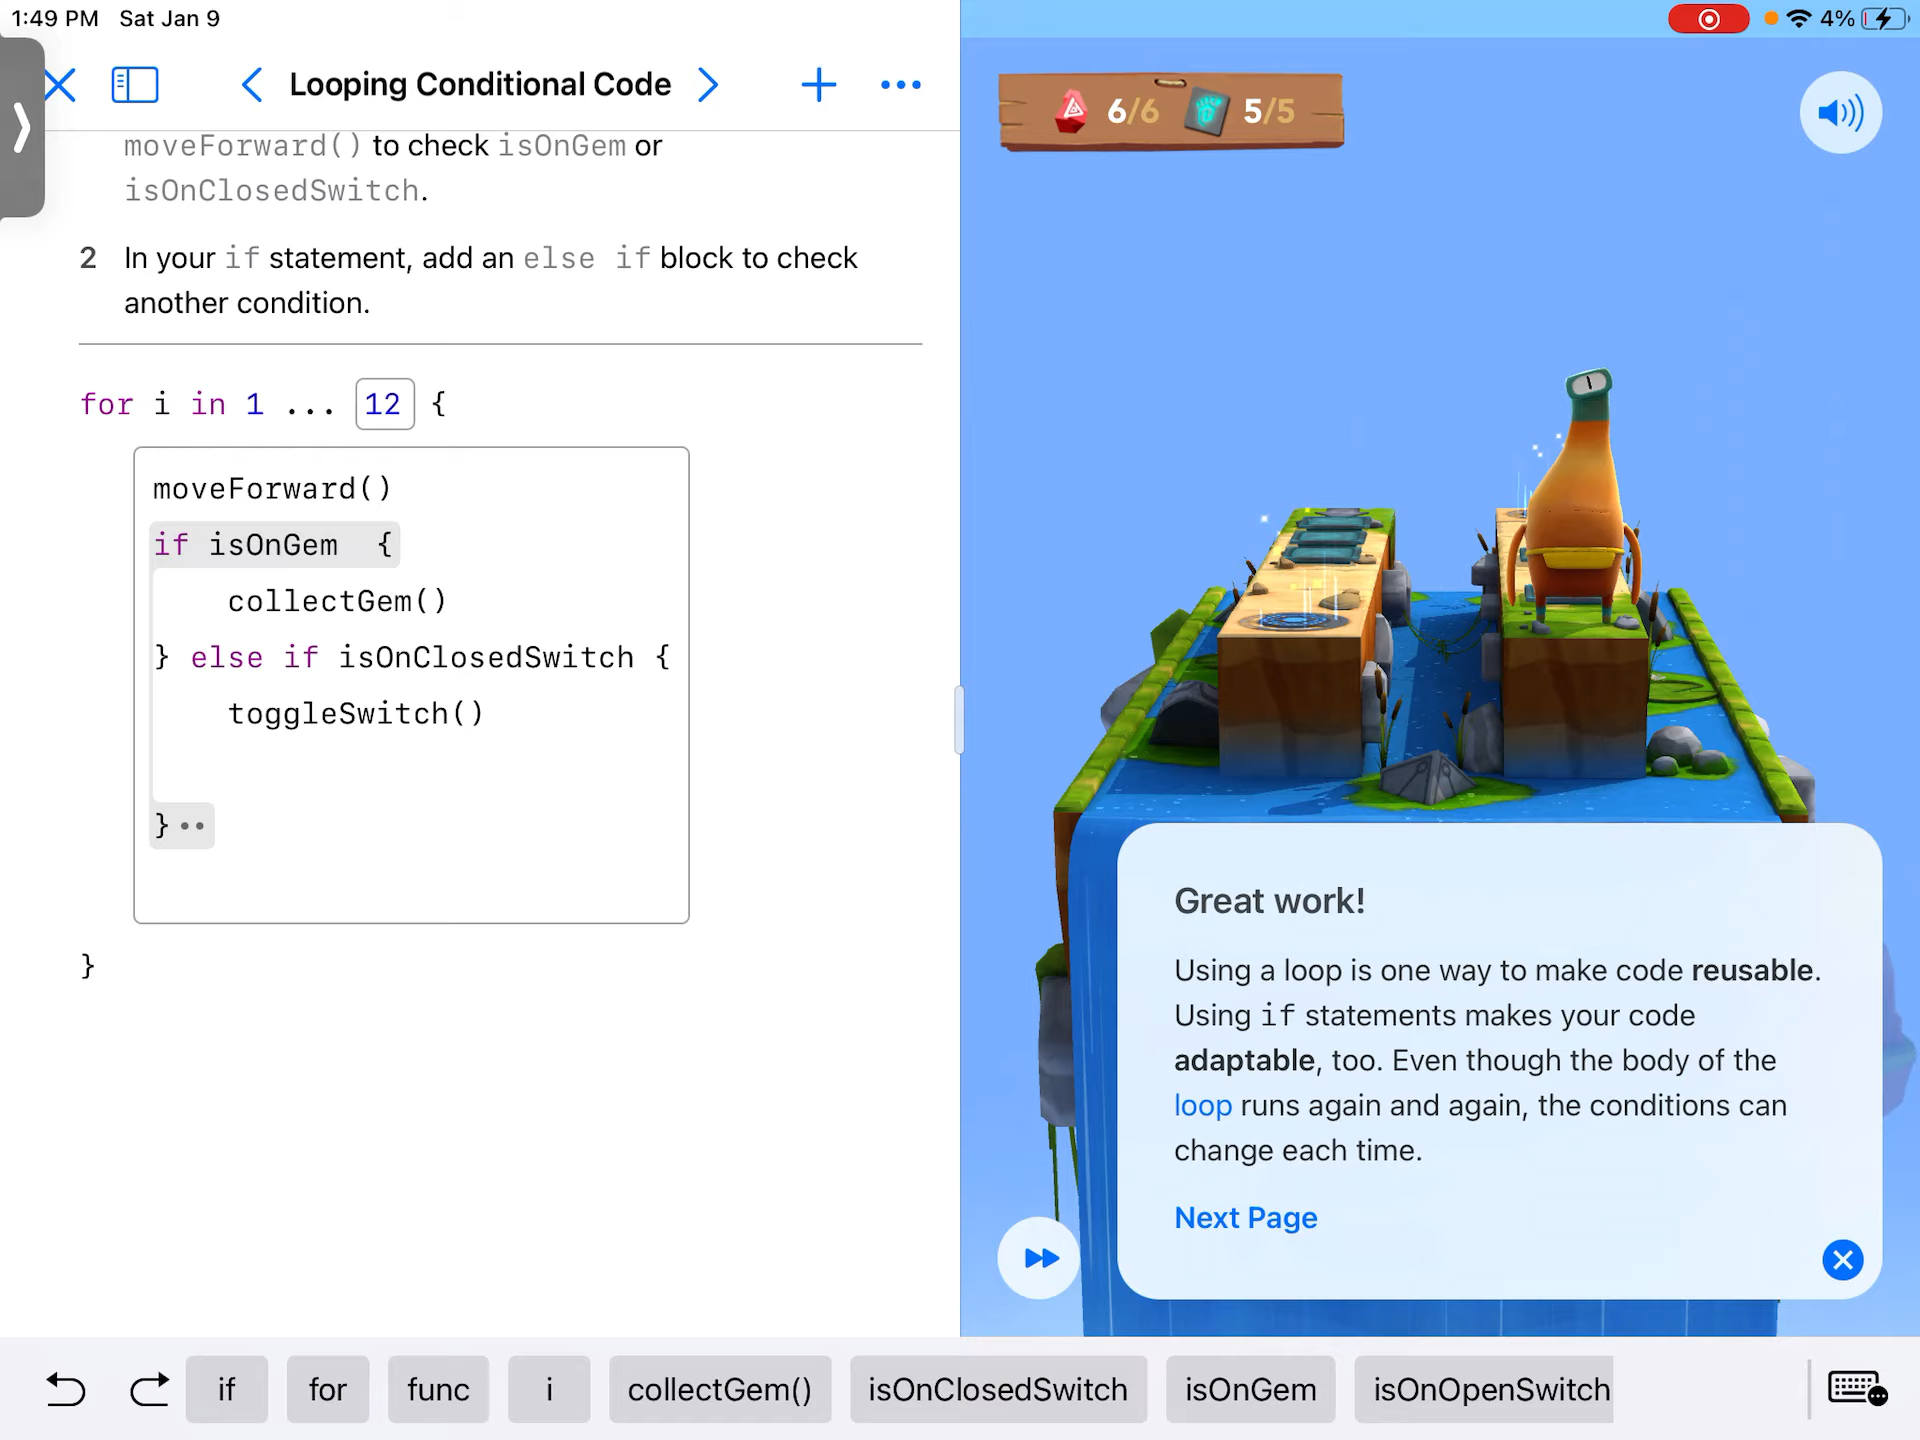 1:49 PM Sat Jan 9
4%
Looping Conditional Code
moveForward() to check isOnGem or
isOnClosedSwitch.
2 In your if statement, add an else if block to check
another condition.
for i in 1 ... 12 {
moveForward()
if isOnGem {
collectGem()
} else if isOnClosedSwitch {
toggleSwitch()
}
}
6/6 5/5
Great work!
Using a loop is one way to make code reusable.
Using if statements makes your code
adaptable, too. Even though the body of the
loop runs again and again, the conditions can
change each time.
Next Page
if for func i collectGem() isOnClosedSwitch isOnGem isOnOpenSwitch